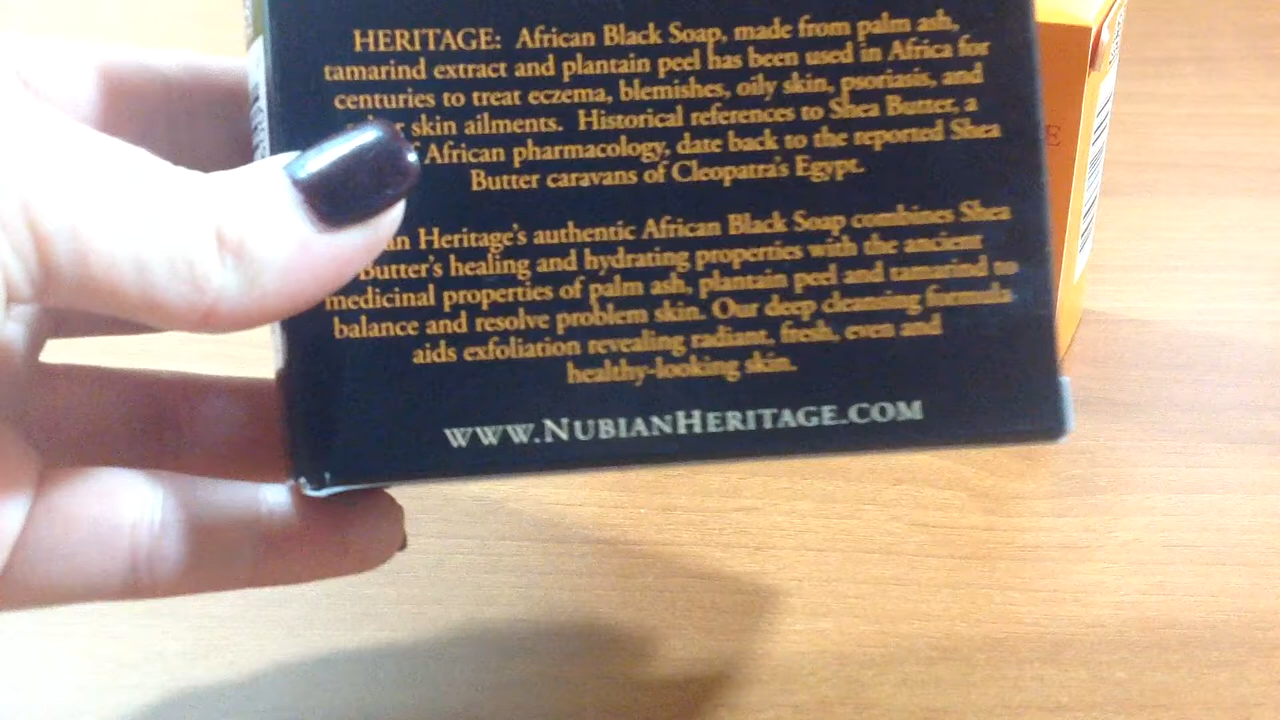 HERITAGE: African Black Soap, made from palm ash,
tamarind extract and plantain peel has been used in Africa for
centuries to treat eczema, blemishes, oily skin, psoriasis, and
skin ailments. Historical references to Shea Butter, a
African pharmacology, date back to the reported Shea
Butter caravans of Cleopatra's Egypt.
Heritage's authentic African Black Soap combines Shea
Butter's healing and hydrating properties with the ancient
medicinal properties of palm ash, plantain peel and tamarind to
balance and resolve problem skin. Our deep cleansing formula
aids exfoliation revealing radiant, fresh, even and
healthy-looking skin.
WWW.NUBIANHERITAGE.COM